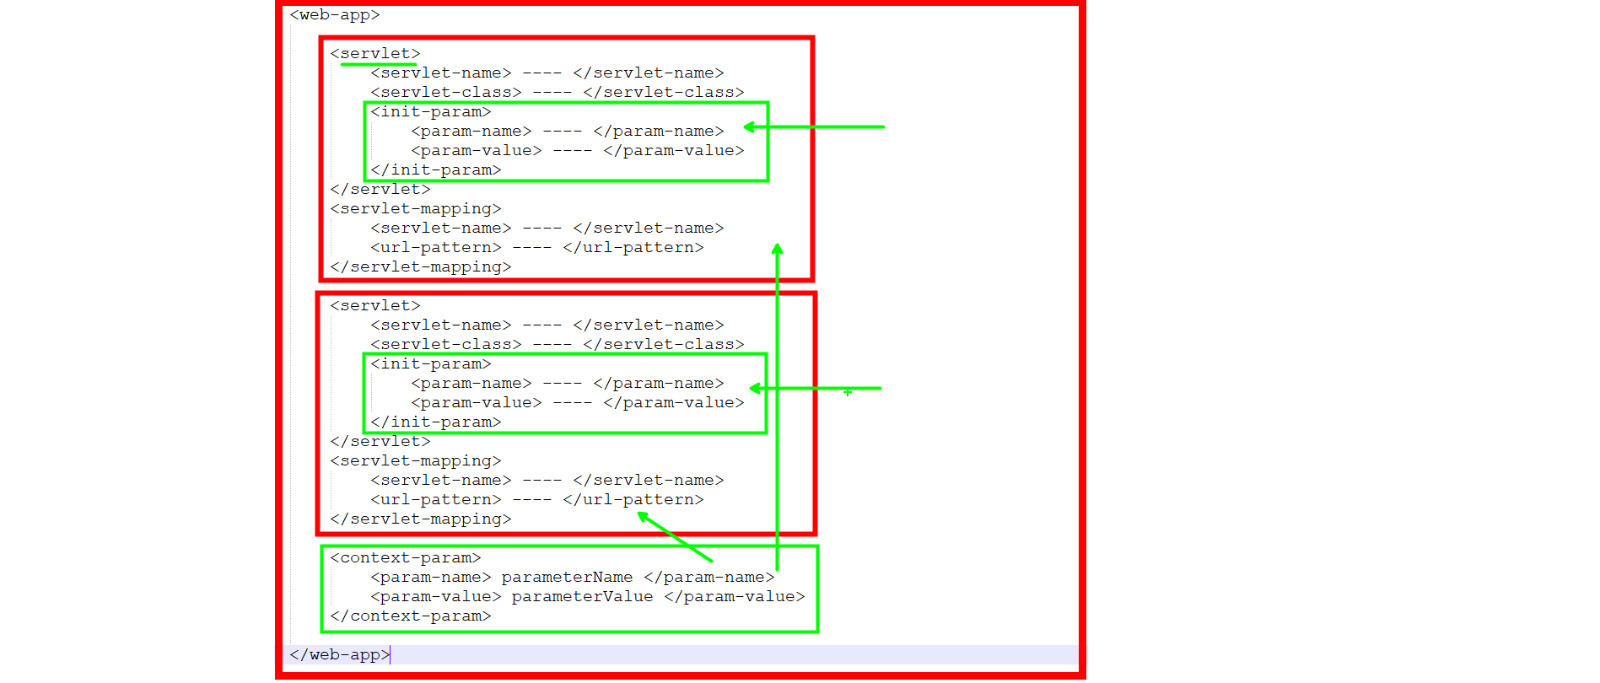 <web-app>
<servlet>
<servlet-name> ---- </servlet-name>
<servlet-class> ---- </servlet-class>
<init-param>
<param-name> ---- </param-name>
<param-value> ---- </param-value>
</init-param>
</servlet>
<servlet-mapping>
<servlet-name> ---- </servlet-name>
<url-pattern> ---- </url-pattern>
</servlet-mapping>
<servlet>
<servlet-name> ---- </servlet-name>
<servlet-class> ---- </servlet-class>
<init-param>
<param-name> ---- </param-name>
<param-value> ---- </param-value>
</init-param>
</servlet>
<servlet-mapping>
<servlet-name> ---- </servlet-name>
<url-pattern> ---- </url-pattern>
</servlet-mapping>
<context-param>
<param-name> parameterName </param-name>
<param-value> parameterValue </param-value>
</context-param>
</web-app>